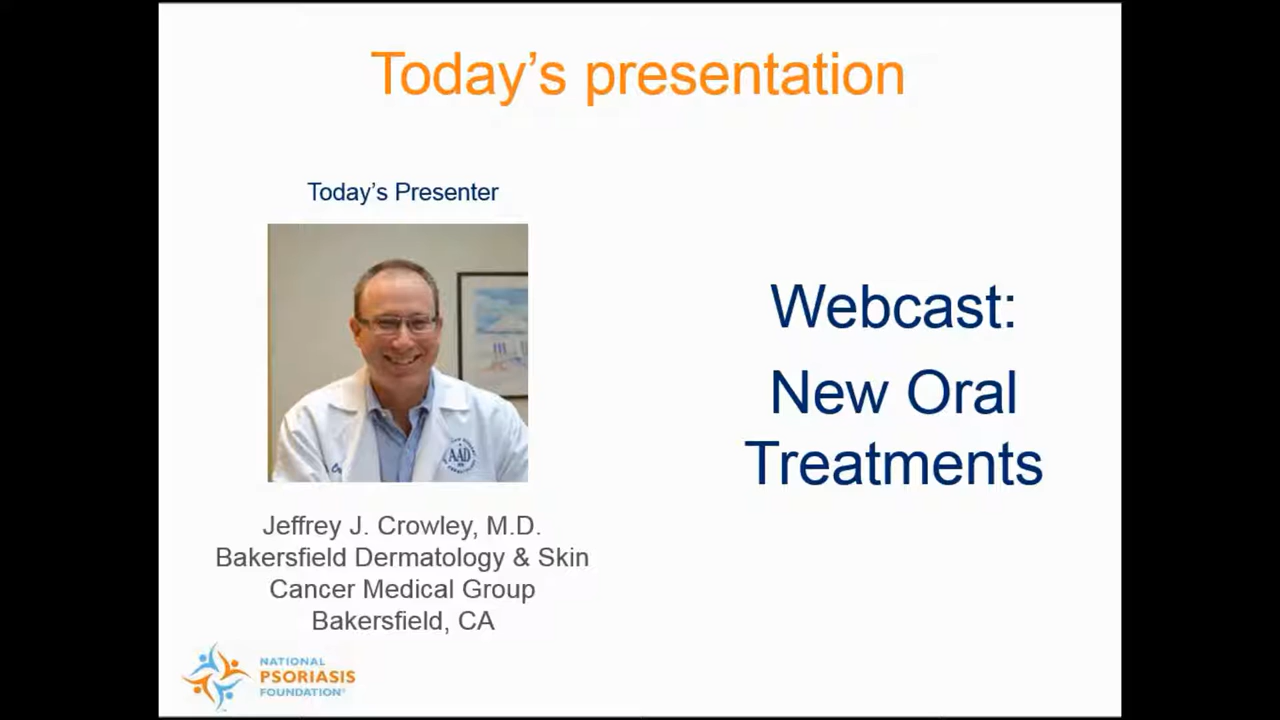 Today's presentation
Today's Presenter
AAD
Jeffrey J. Crowley, M.D.
Bakersfield Dermatology & Skin
Cancer Medical Group
Bakersfield, CA
Webcast:
New Oral
Treatments
NATIONAL
PSORIASIS
FOUNDATION®